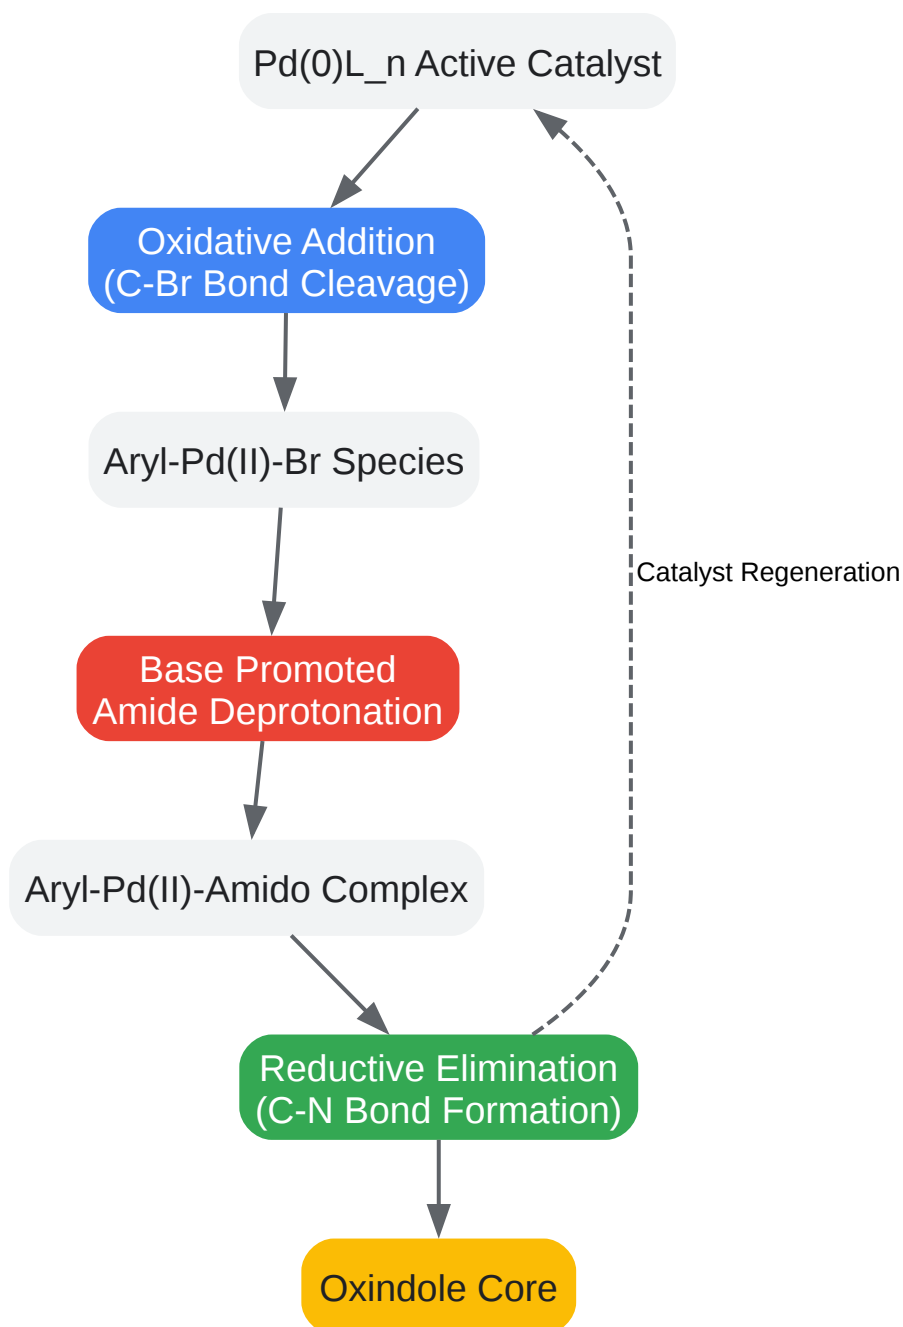 Pd(0)L_n Active Catalyst
Oxidative Addition
(C-Br Bond Cleavage)
Aryl-Pd(II)-Br Species
Catalyst Regeneration
Base Promoted
Amide Deprotonation
Aryl-Pd(II)-Amido Complex
Reductive Elimination
(C-N Bond Formation)
Oxindole Core